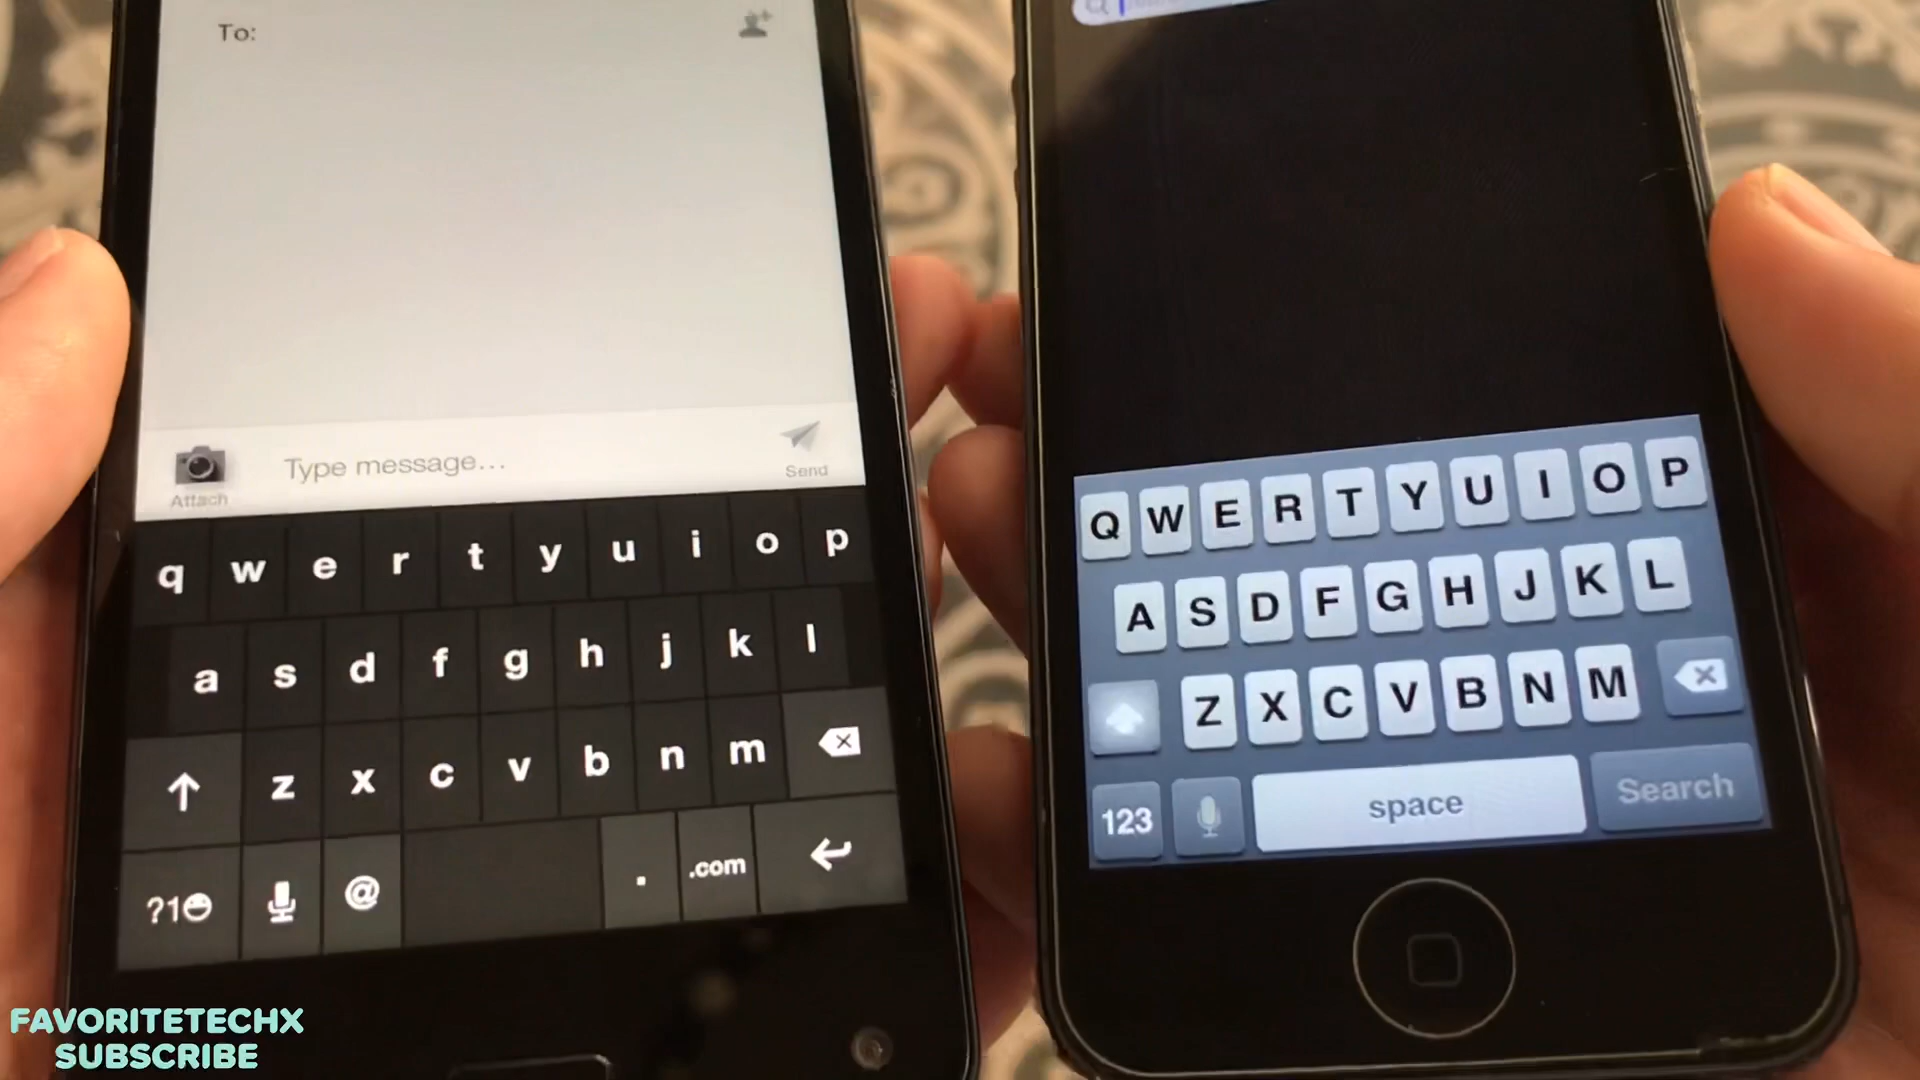 To:
Type message...
Attach
Send
q w e r t y u i o p
a s d f g h j k l
z x c v b n m
?1 @ . .com
Q W E R T Y U I O P
A S D F G H J K L
Z X C V B N M
123 space Search
FAVORITETECHX
SUBSCRIBE